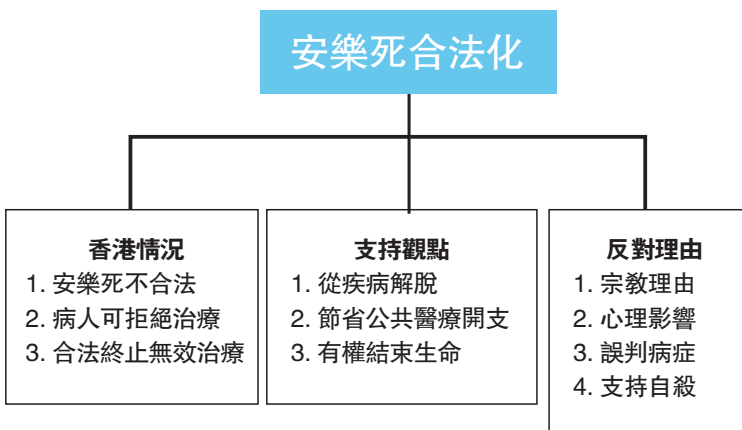 安樂死合法化
香港情況
1. 安樂死不合法
2. 病人可拒絕治療
3. 合法終止無效治療
支持觀點
1. 從疾病解脫
2. 節省公共醫療開支
3. 有權結束生命
反對理由
1. 宗教理由
2. 心理影響
3. 誤判病症
4. 支持自殺